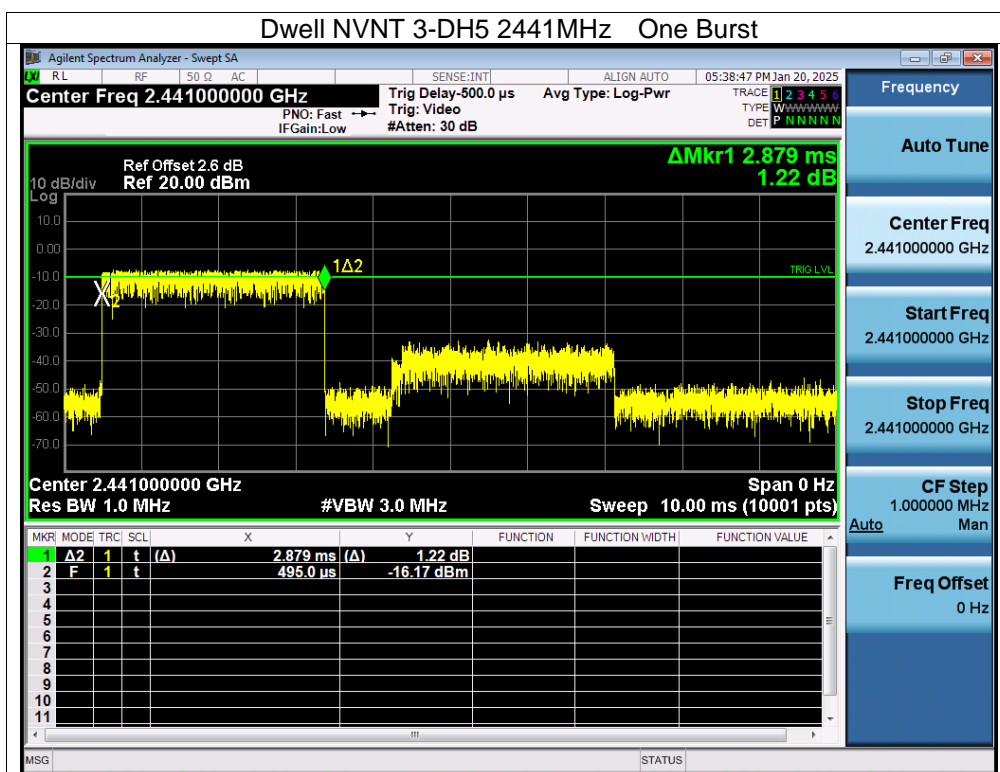 Dwell NVNT 3-DH5 2441MHz One Burst
Agilent Spectrum Analyzer - Swept SA
LXI RL RF 50 Ω AC SENSE:INT ALIGN AUTO 05:38:47 PM Jan 20, 2025
Center Freq 2.441000000 GHz
PNO: Fast
IFGain:Low
Trig Delay-500.0 µs
Trig: Video
#Atten: 30 dB
Avg Type: Log-Pwr
TRACE 1 2 3 4 5 6
TYPE WWWWWW
DET P N N N N N
Frequency
Auto Tune
Center Freq
2.441000000 GHz
Start Freq
2.441000000 GHz
Stop Freq
2.441000000 GHz
CF Step
1.000000 MHz
Auto Man
Freq Offset
0 Hz
ΔMkr1 2.879 ms
1.22 dB
Ref Offset 2.6 dB
10 dB/div Ref 20.00 dBm
Log
10.0
0.00
-10.0
-20.0
-30.0
-40.0
-50.0
-60.0
-70.0
1Δ2
TRIG LVL
2
Center 2.441000000 GHz Span 0 Hz
Res BW 1.0 MHz #VBW 3.0 MHz Sweep 10.00 ms (10001 pts)
MKR MODE TRC SCL X Y FUNCTION FUNCTION WIDTH FUNCTION VALUE
1 Δ2 1 t (Δ) 2.879 ms (Δ) 1.22 dB
2 F 1 t 495.0 µs -16.17 dBm
3
4
5
6
7
8
9
10
11
MSG STATUS